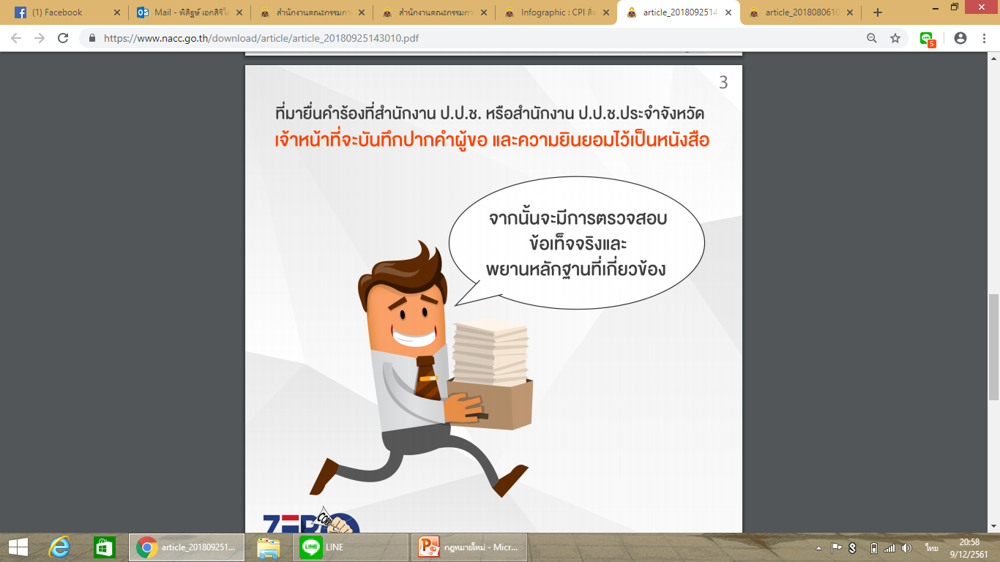 (1) Facebook
Mail - พิสิฐษ์ เอกสิริไ
สำนักงานคณะกรรมกา
สำนักงานคณะกรรมกา
Infographic : CPI คือ
article_2018092514
article_2018080610
https://www.nacc.go.th/download/article/article_20180925143010.pdf
5
3
ที่มายื่นคำร้องที่สำนักงาน ป.ป.ช. หรือสำนักงาน ป.ป.ช.ประจำจังหวัด
เจ้าหน้าที่จะบันทึกปากคำผู้ขอ และความยินยอมไว้เป็นหนังสือ
จากนั้นจะมีการตรวจสอบ
ข้อเท็จจริงและ
พยานหลักฐานที่เกี่ยวข้อง
ZERO
article_201809251...
LINE
กฎหมายใหม่ - Micr...
ไทย
20:58
9/12/2561